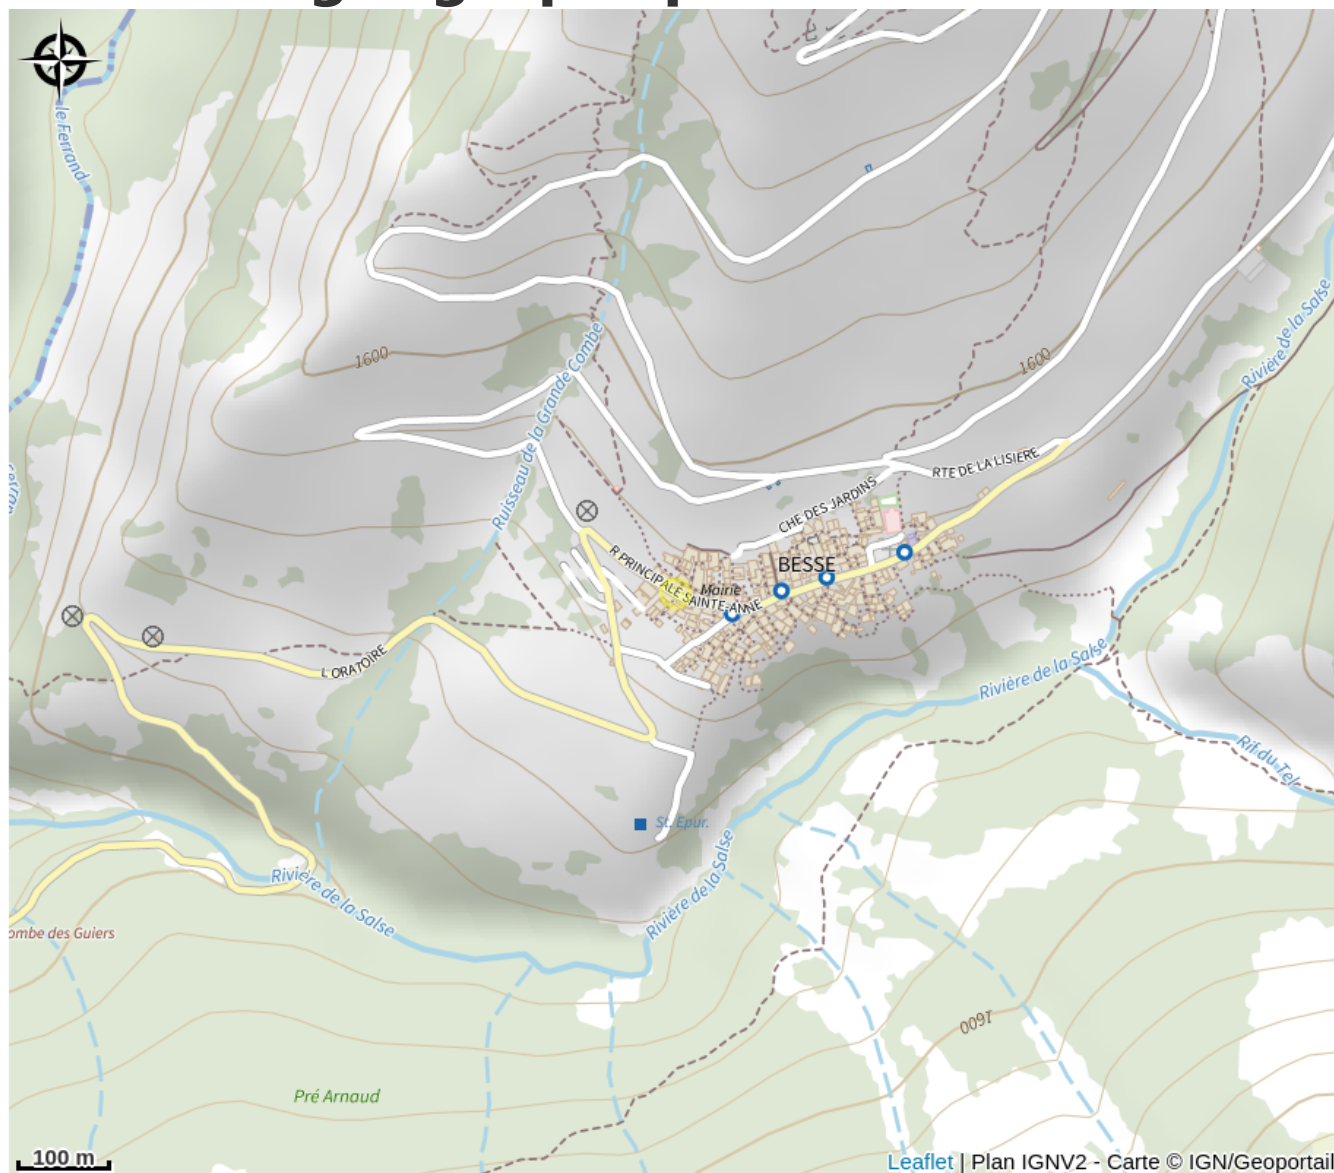 le Ferrand
1600
1600
Rivière de la Salse
Ruisseau de la Grande Combe
RTE DE LA LISIERE
CHE DES JARDINS
R PRINCIPALE SAINTE-ANNE
BESSE
Mairie
L ORATOIRE
Rivière de la Salse
Rif du Tel
St. Epur.
Rivière de la Salse
Rivière de la Salse
ombe des Guiers
1600
Pré Arnaud
100 m
Leaflet | Plan IGNV2 - Carte © IGN/Geoportail